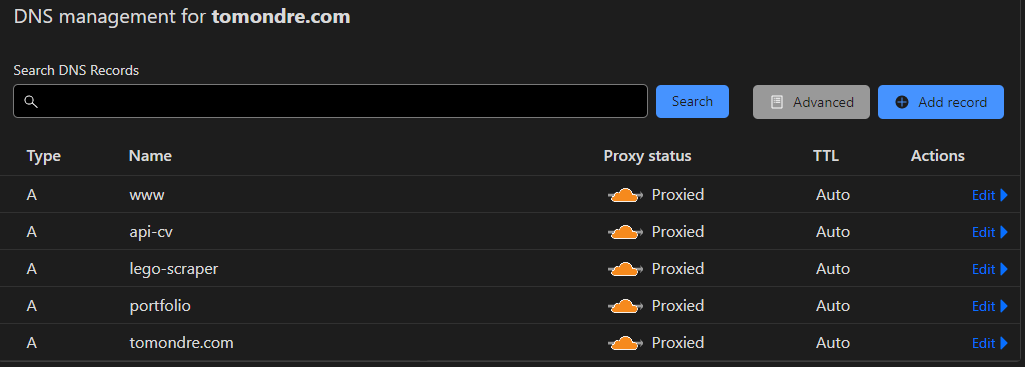 DNS management for tomondre.com
Search DNS Records
Search Advanced Add record
Type Name Proxy status TTL Actions
A www Proxied Auto Edit
A api-cv Proxied Auto Edit
A lego-scraper Proxied Auto Edit
A portfolio Proxied Auto Edit
A tomondre.com Proxied Auto Edit